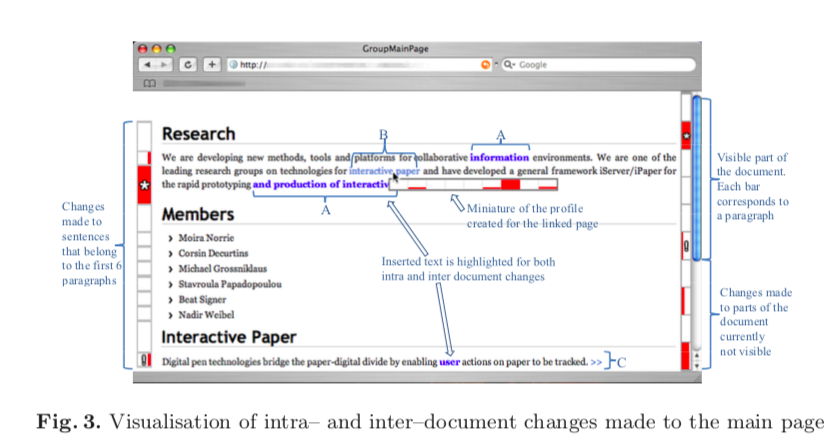 GroupMainPage
http://
Google
Research
B
A
We are developing new methods, tools and platforms for collaborative information environments. We are one of the
leading research groups on technologies for interactive paper and have developed a general framework iServer/iPaper for
the rapid prototyping and production of interactiv
A
Miniature of the profile
created for the linked page
Members
› Moira Norrie
› Corsin Decurtins
› Michael Grossniklaus
› Stavroula Papadopoulou
› Beat Signer
› Nadir Weibel
Inserted text is highlighted for both
intra and inter document changes
Interactive Paper
Digital pen technologies bridge the paper-digital divide by enabling user actions on paper to be tracked. >>
C
Changes
made to
sentences
that belong
to the first 6
paragraphs
Visible part of
the document.
Each bar
corresponds to
a paragraph
Changes made
to parts of the
document
currently
not visible
Fig. 3. Visualisation of intra– and inter–document changes made to the main page